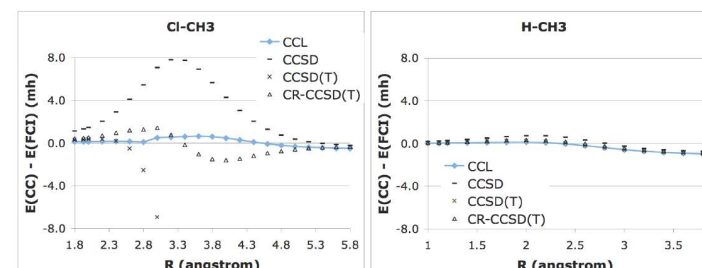 Cl-CH3
CCL
CCSD
CCSD(T)
CR-CCSD(T)
E(CC) - E(FCI) (mh)
8.0
4.0
0.0
-4.0
-8.0
1.8 2.3 2.8 3.3 3.8 4.3 4.8 5.3 5.8
R (angstrom)
H-CH3
E(CC) - E(FCI) (mh)
8.0
4.0
0.0
-4.0
-8.0
CCL
CCSD
CCSD(T)
CR-CCSD(T)
1 1.5 2 2.5 3 3.5
R (angstrom)